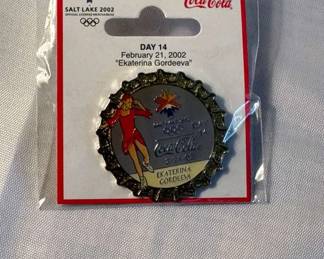 SALT LAKE 2002
OFFICIAL LICENSED MERCHANDISE
Coca-Cola
DAY 14
February 21, 2002
"Ekaterina Gordeeva"
Coca-Cola
EKATERINA
GORDEEVA